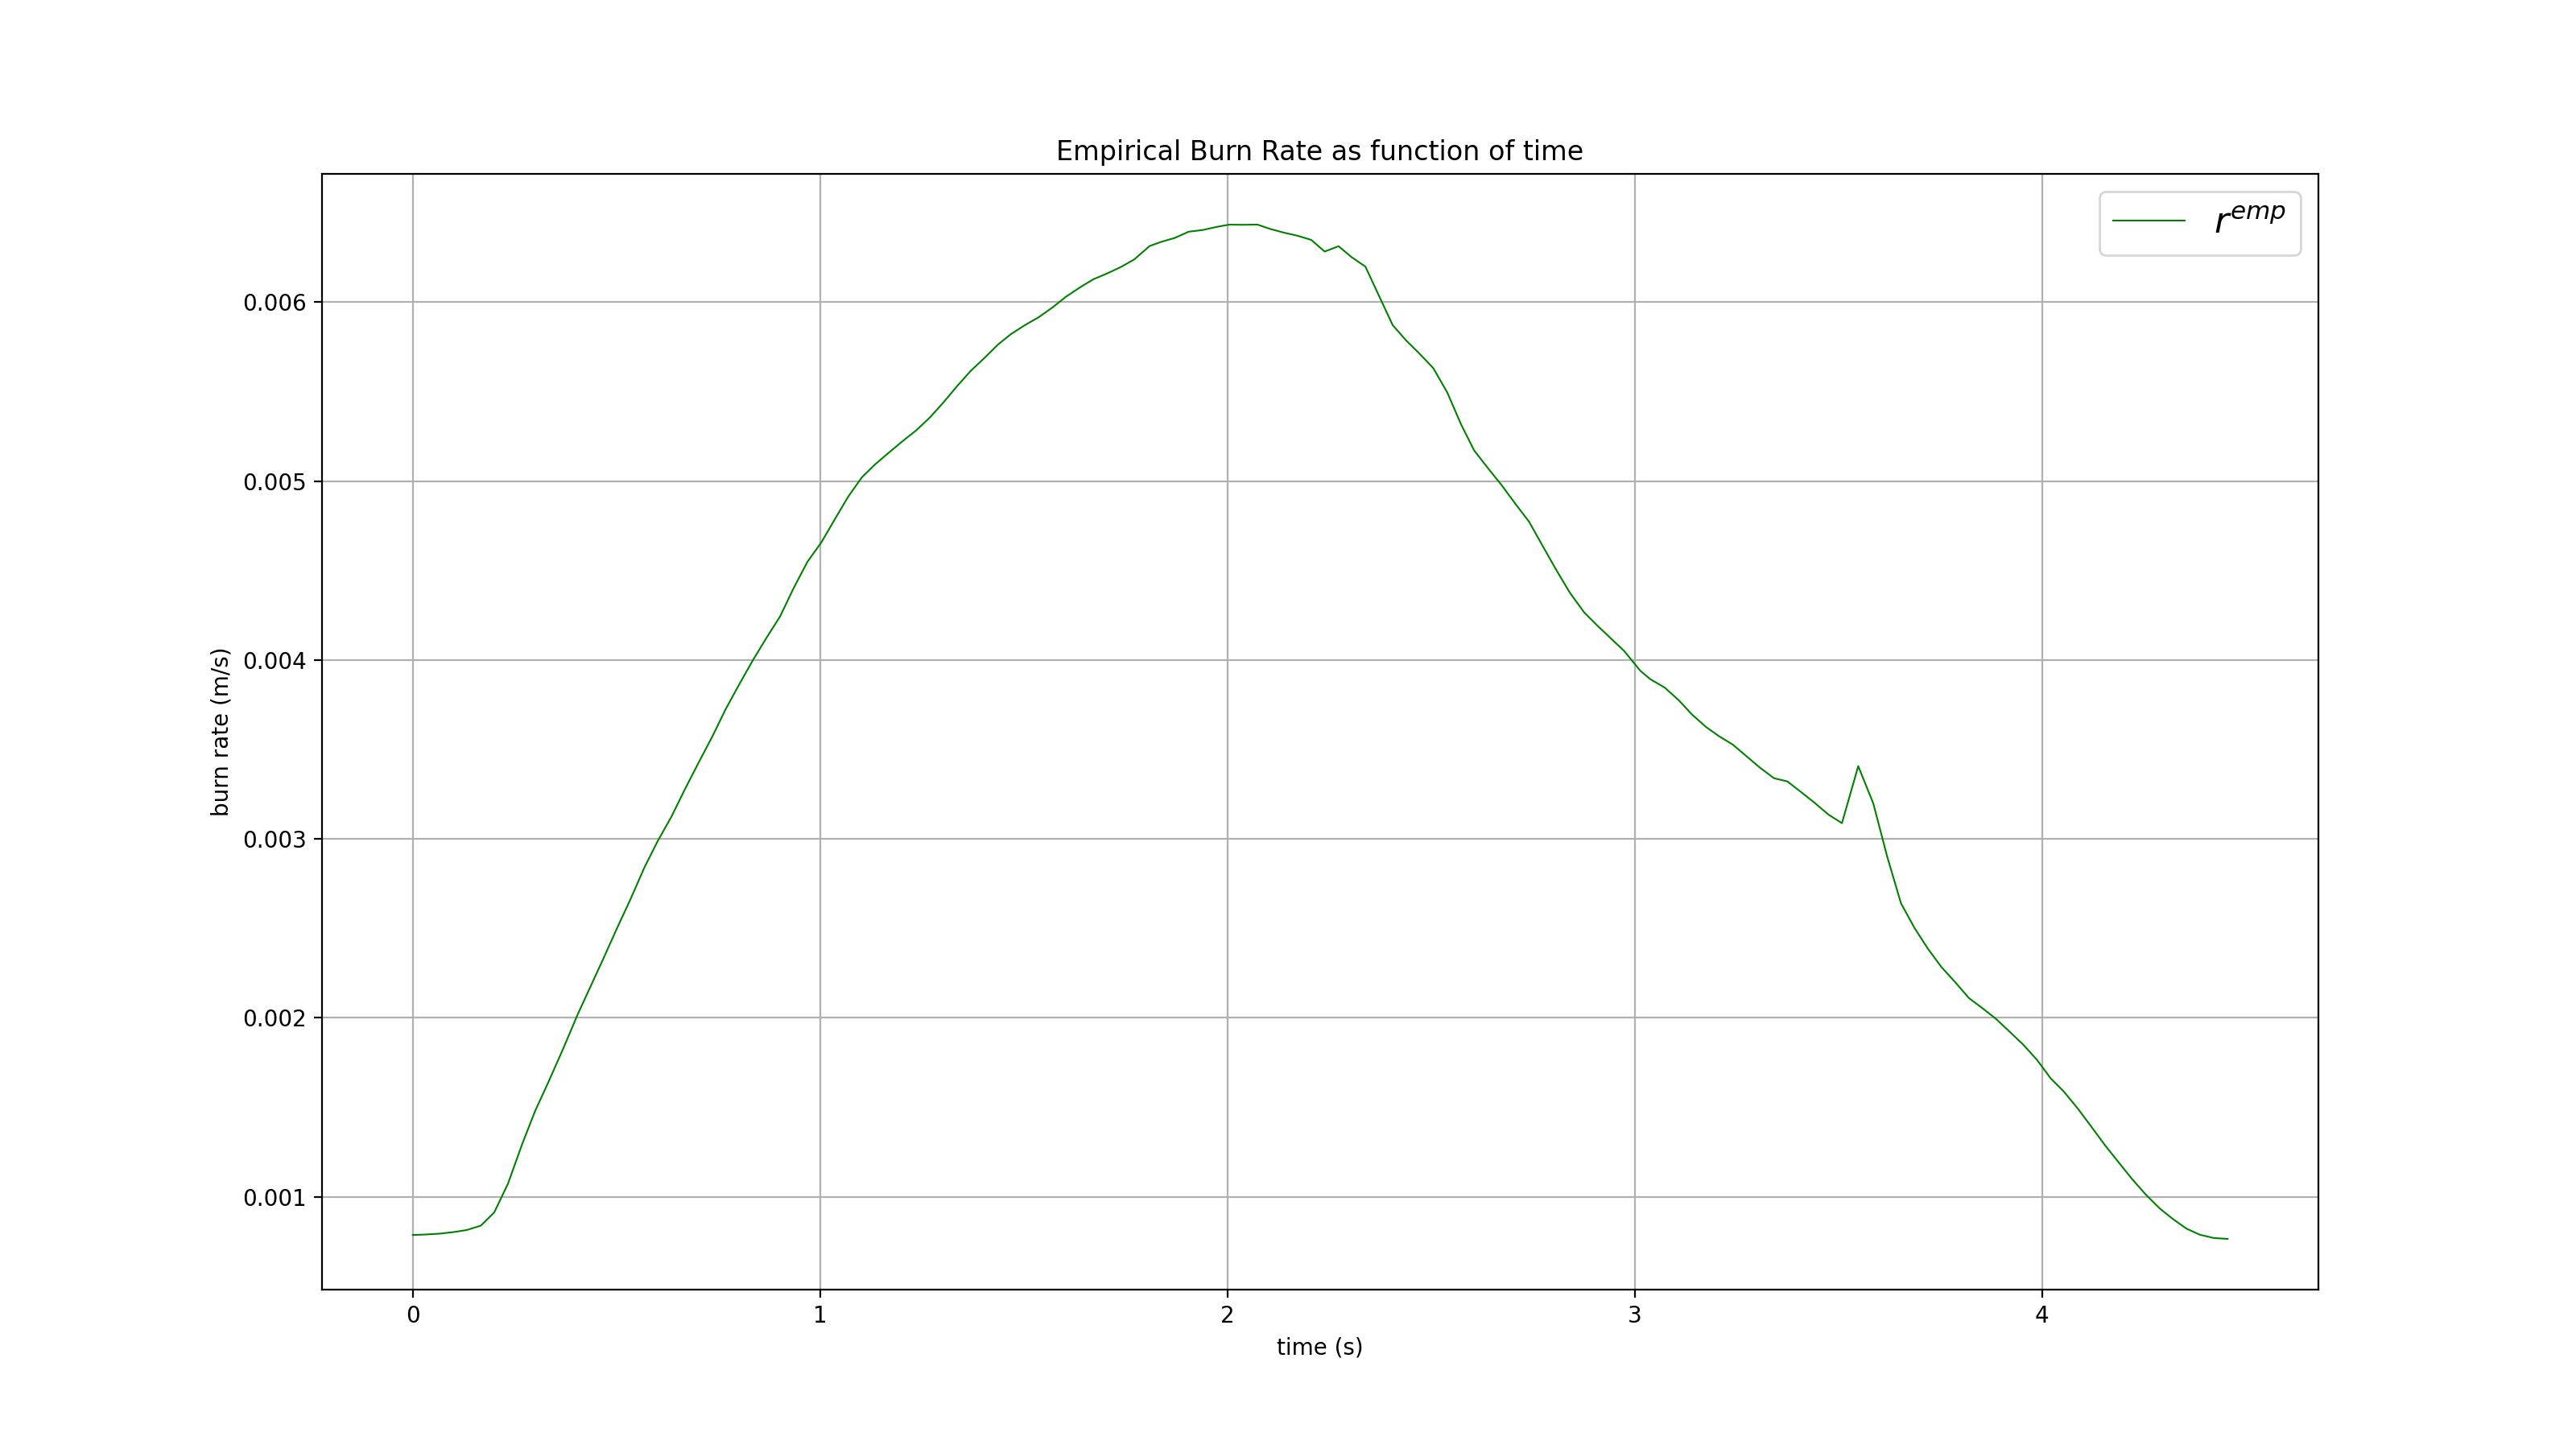 Empirical Burn Rate as function of time
r^emp
0.006
0.005
0.004
0.003
0.002
0.001
burn rate (m/s)
0 1 2 3 4
time (s)